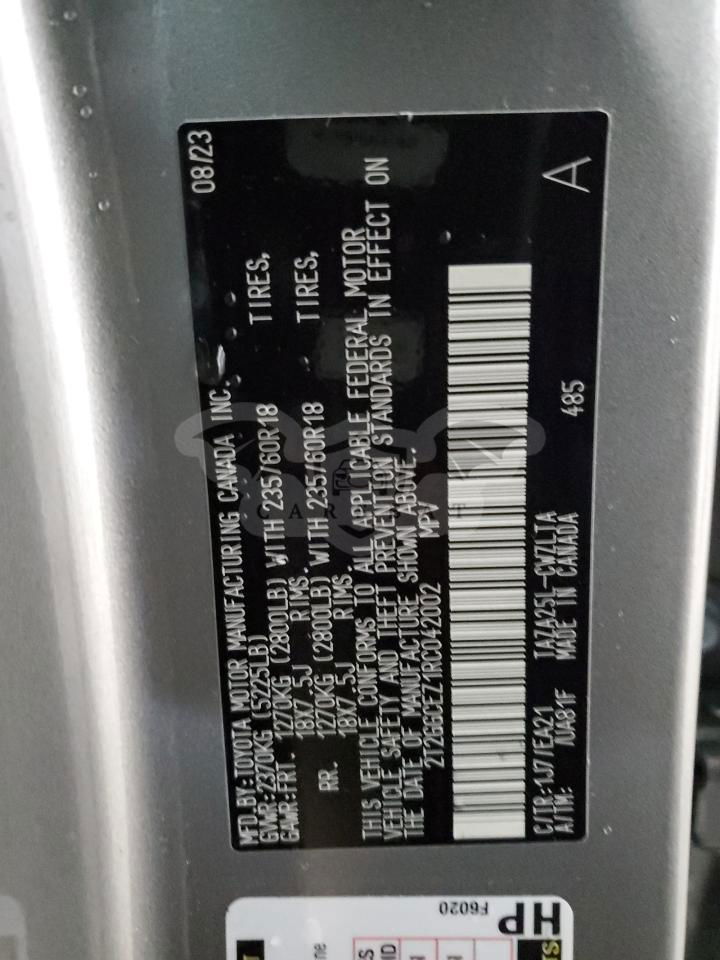 MFD.BY:TOYOTA MOTOR MANUFACTURING CANADA INC. 08/23
GVWR:2370KG (5225LB)
GAWR:FRT. 1270KG (2800LB) WITH 235/60R18 TIRES,
18X7.5J RIMS.
RR. 1270KG (2800LB) WITH 235/60R18 TIRES,
18X7.5J RIMS.
THIS VEHICLE CONFORMS TO ALL APPLICABLE FEDERAL MOTOR
VEHICLE SAFETY AND THEFT PREVENTION STANDARDS IN EFFECT ON
THE DATE OF MANUFACTURE SHOWN ABOVE.
2T2GGCEZ1RC042002 MPV
A
C/TR:1J7/EA21 TAZA25L-CWZLTA
A/TM: /UA81F MADE IN CANADA 485
F6020
HP